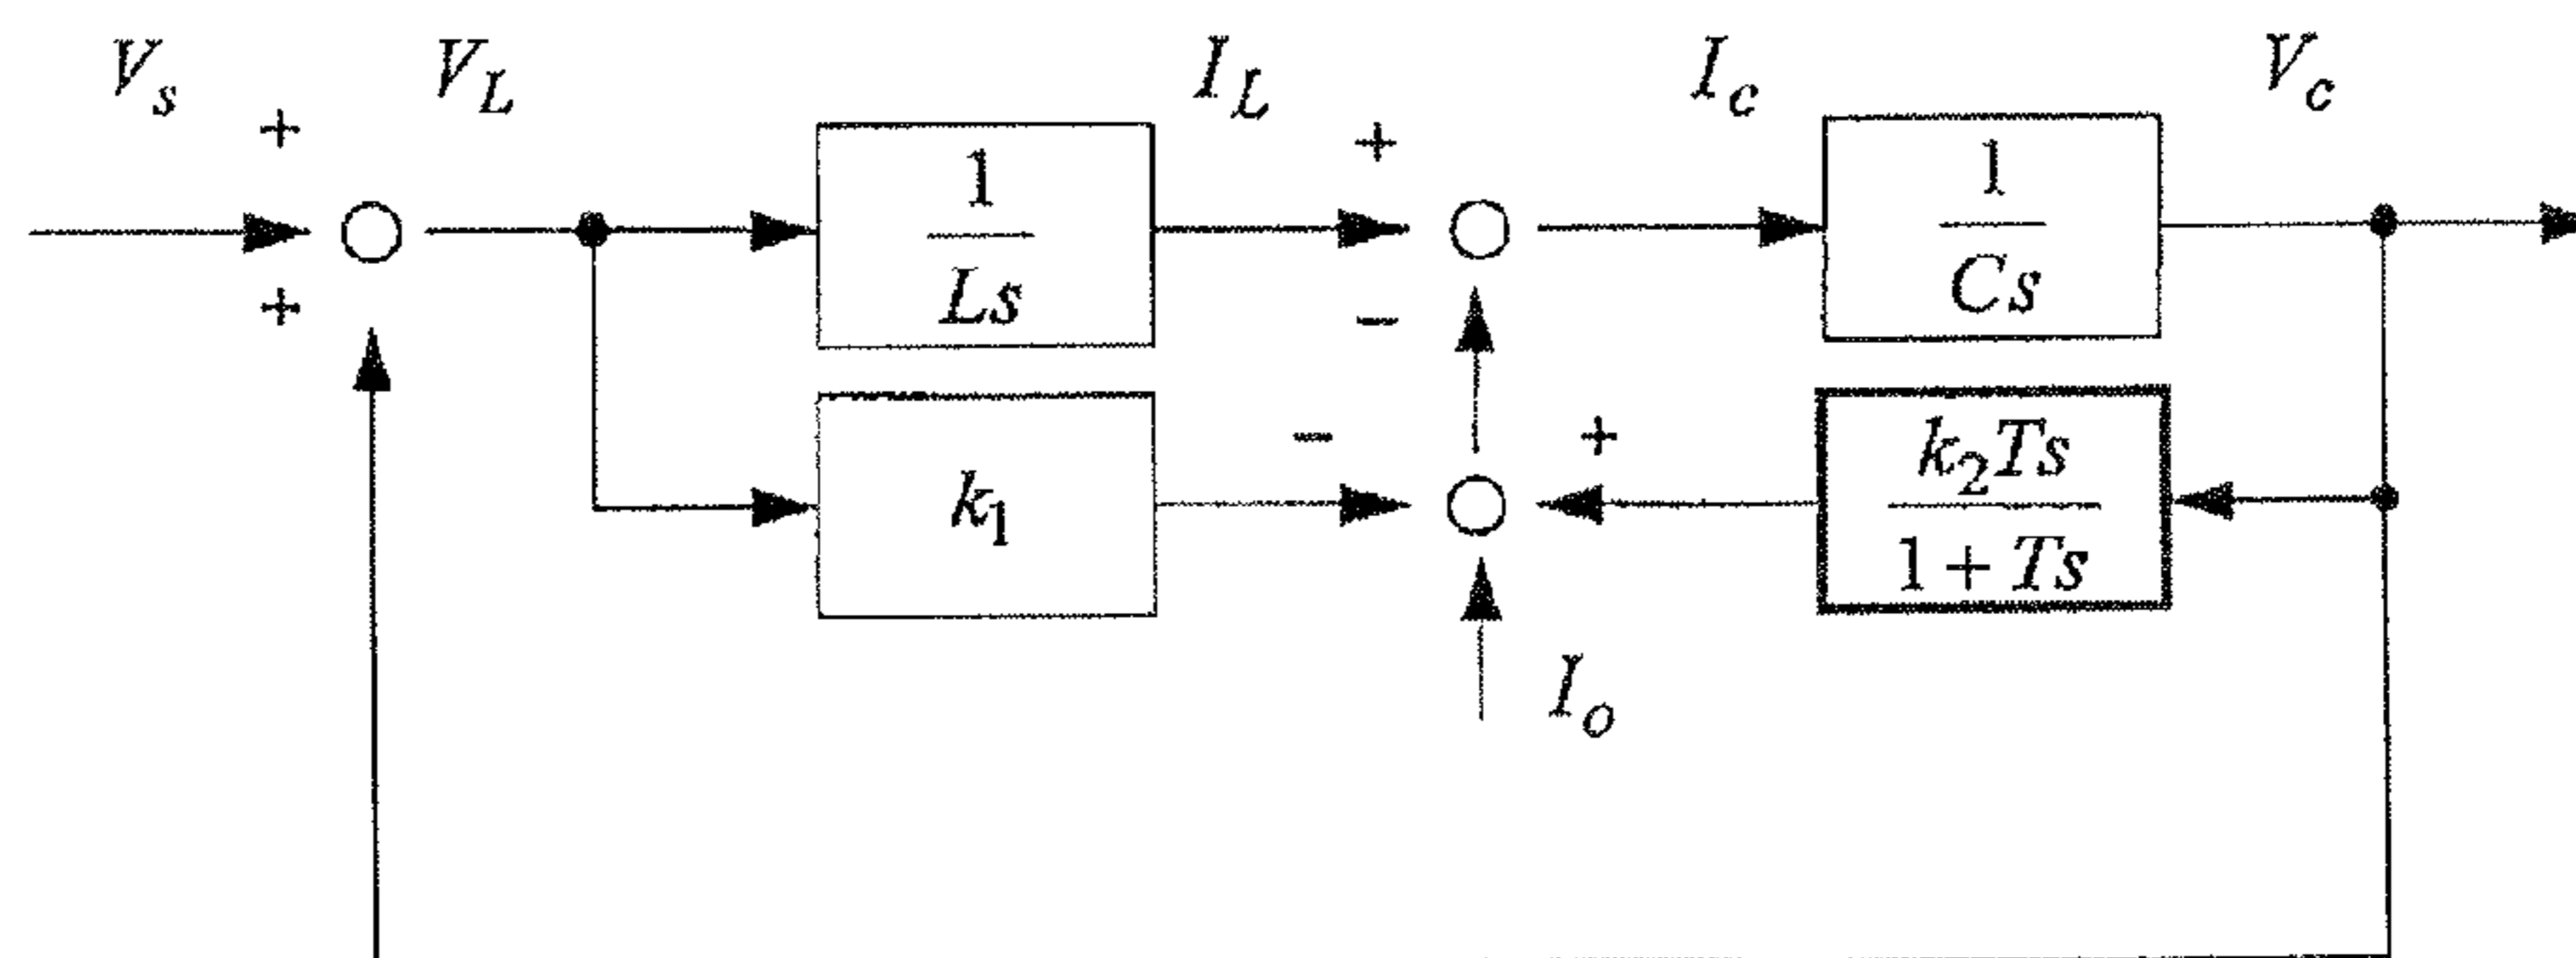 V_s V_L I_L I_c V_c
+ +
1 1
Ls Cs
+ −
− +
k_1 k_2Ts
1 + Ts
I_o